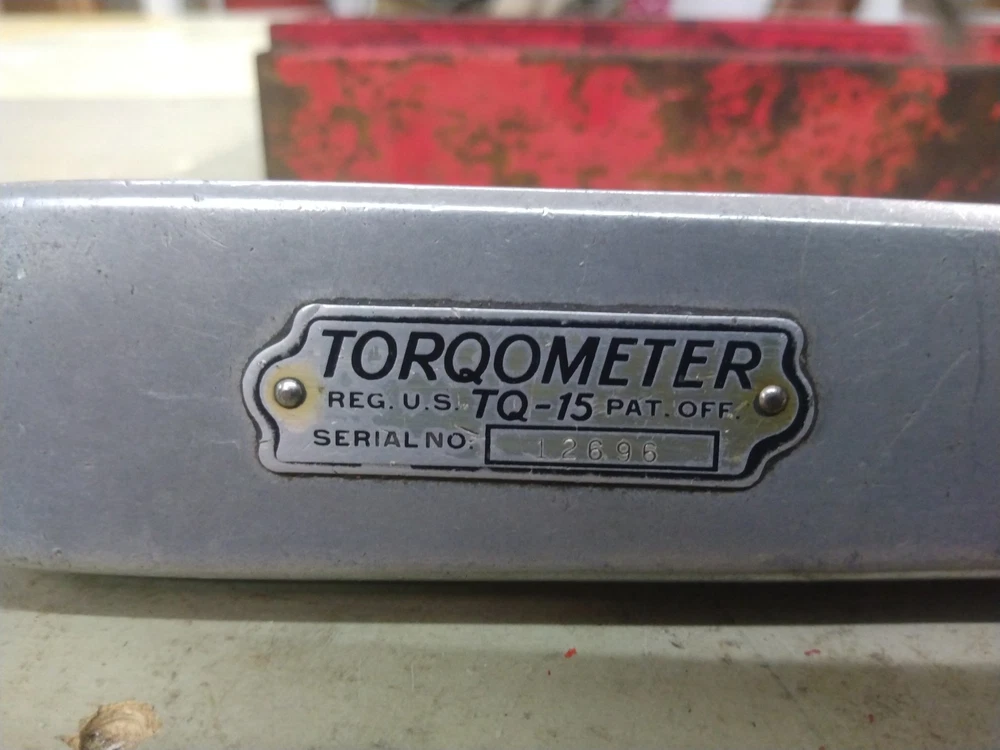 TORQOMETER
REG. U.S. TQ-15 PAT. OFF.
SERIAL NO. 12696